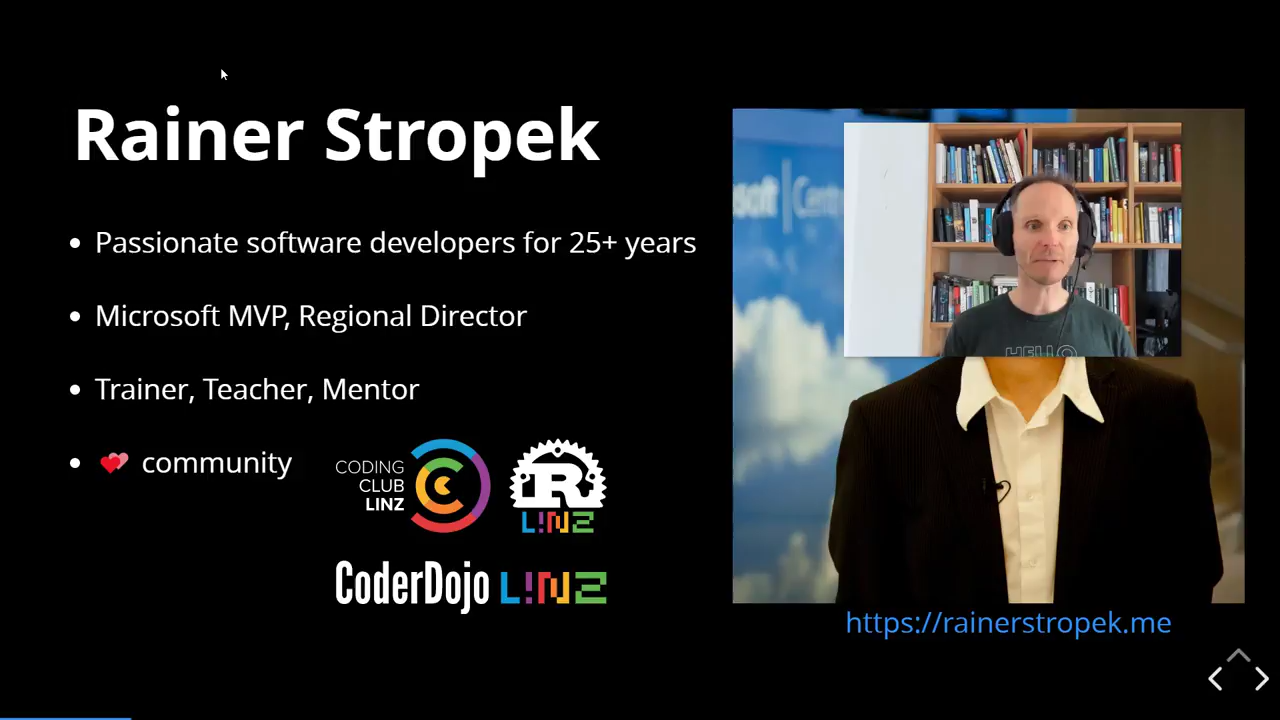 Rainer Stropek
Passionate software developers for 25+ years
Microsoft MVP, Regional Director
Trainer, Teacher, Mentor
community
CODING
CLUB
LINZ
R
L!NZ
CoderDojo L!NZ
HELLO
https://rainerstropek.me